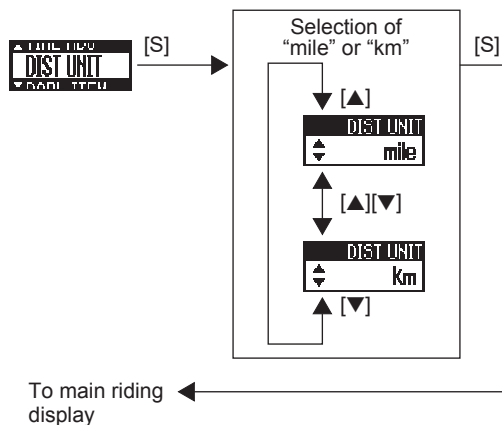 [S]
DIST UNIT
Selection of
“mile” or “km”
[▲]
DIST UNIT
mile
[▲][▼]
DIST UNIT
Km
[▼]
[S]
To main riding
display